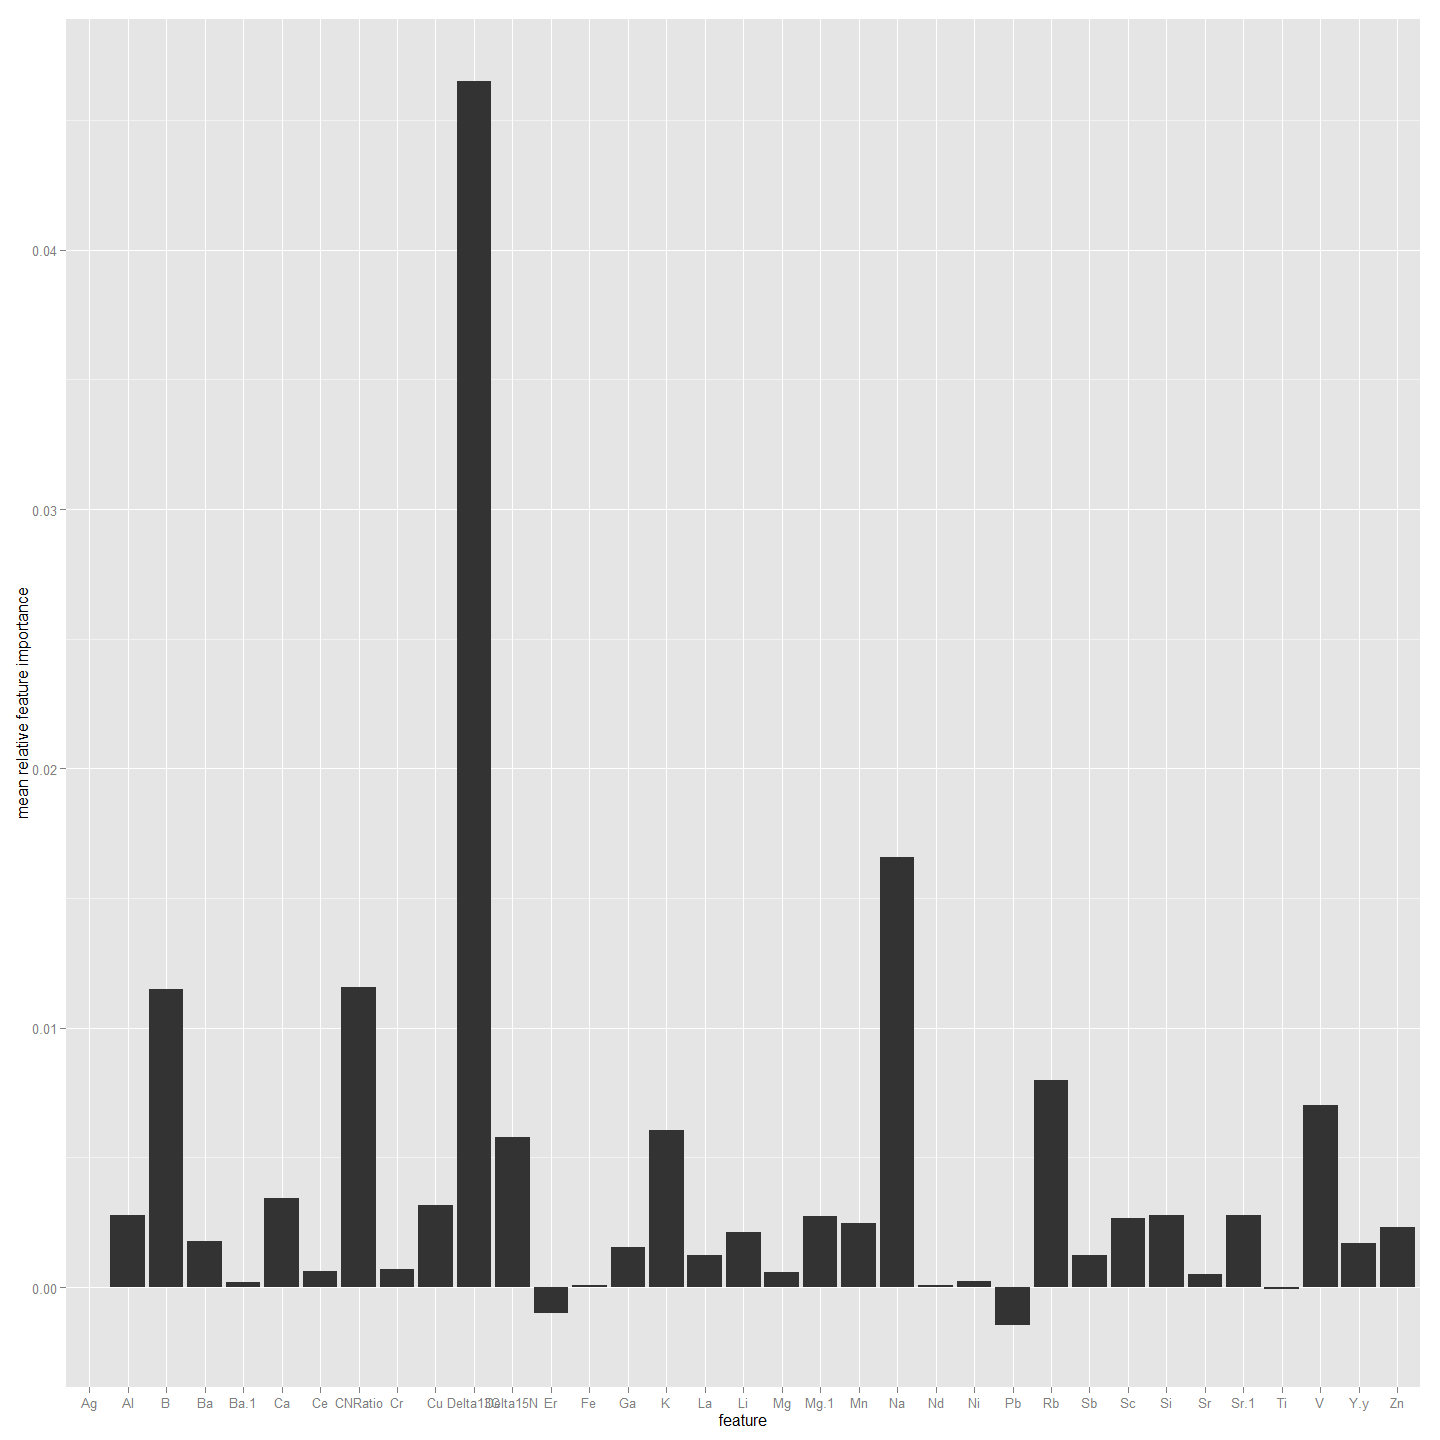 mean relative feature importance
0.04
0.03
0.02
0.01
0.00
Ag Al B Ba Ba.1 Ca Ce CNRatio Cr Cu Delta13C Delta15N Er Fe Ga K La Li Mg Mg.1 Mn Na Nd Ni Pb Rb Sb Sc Si Sr Sr.1 Ti V Y.y Zn
feature